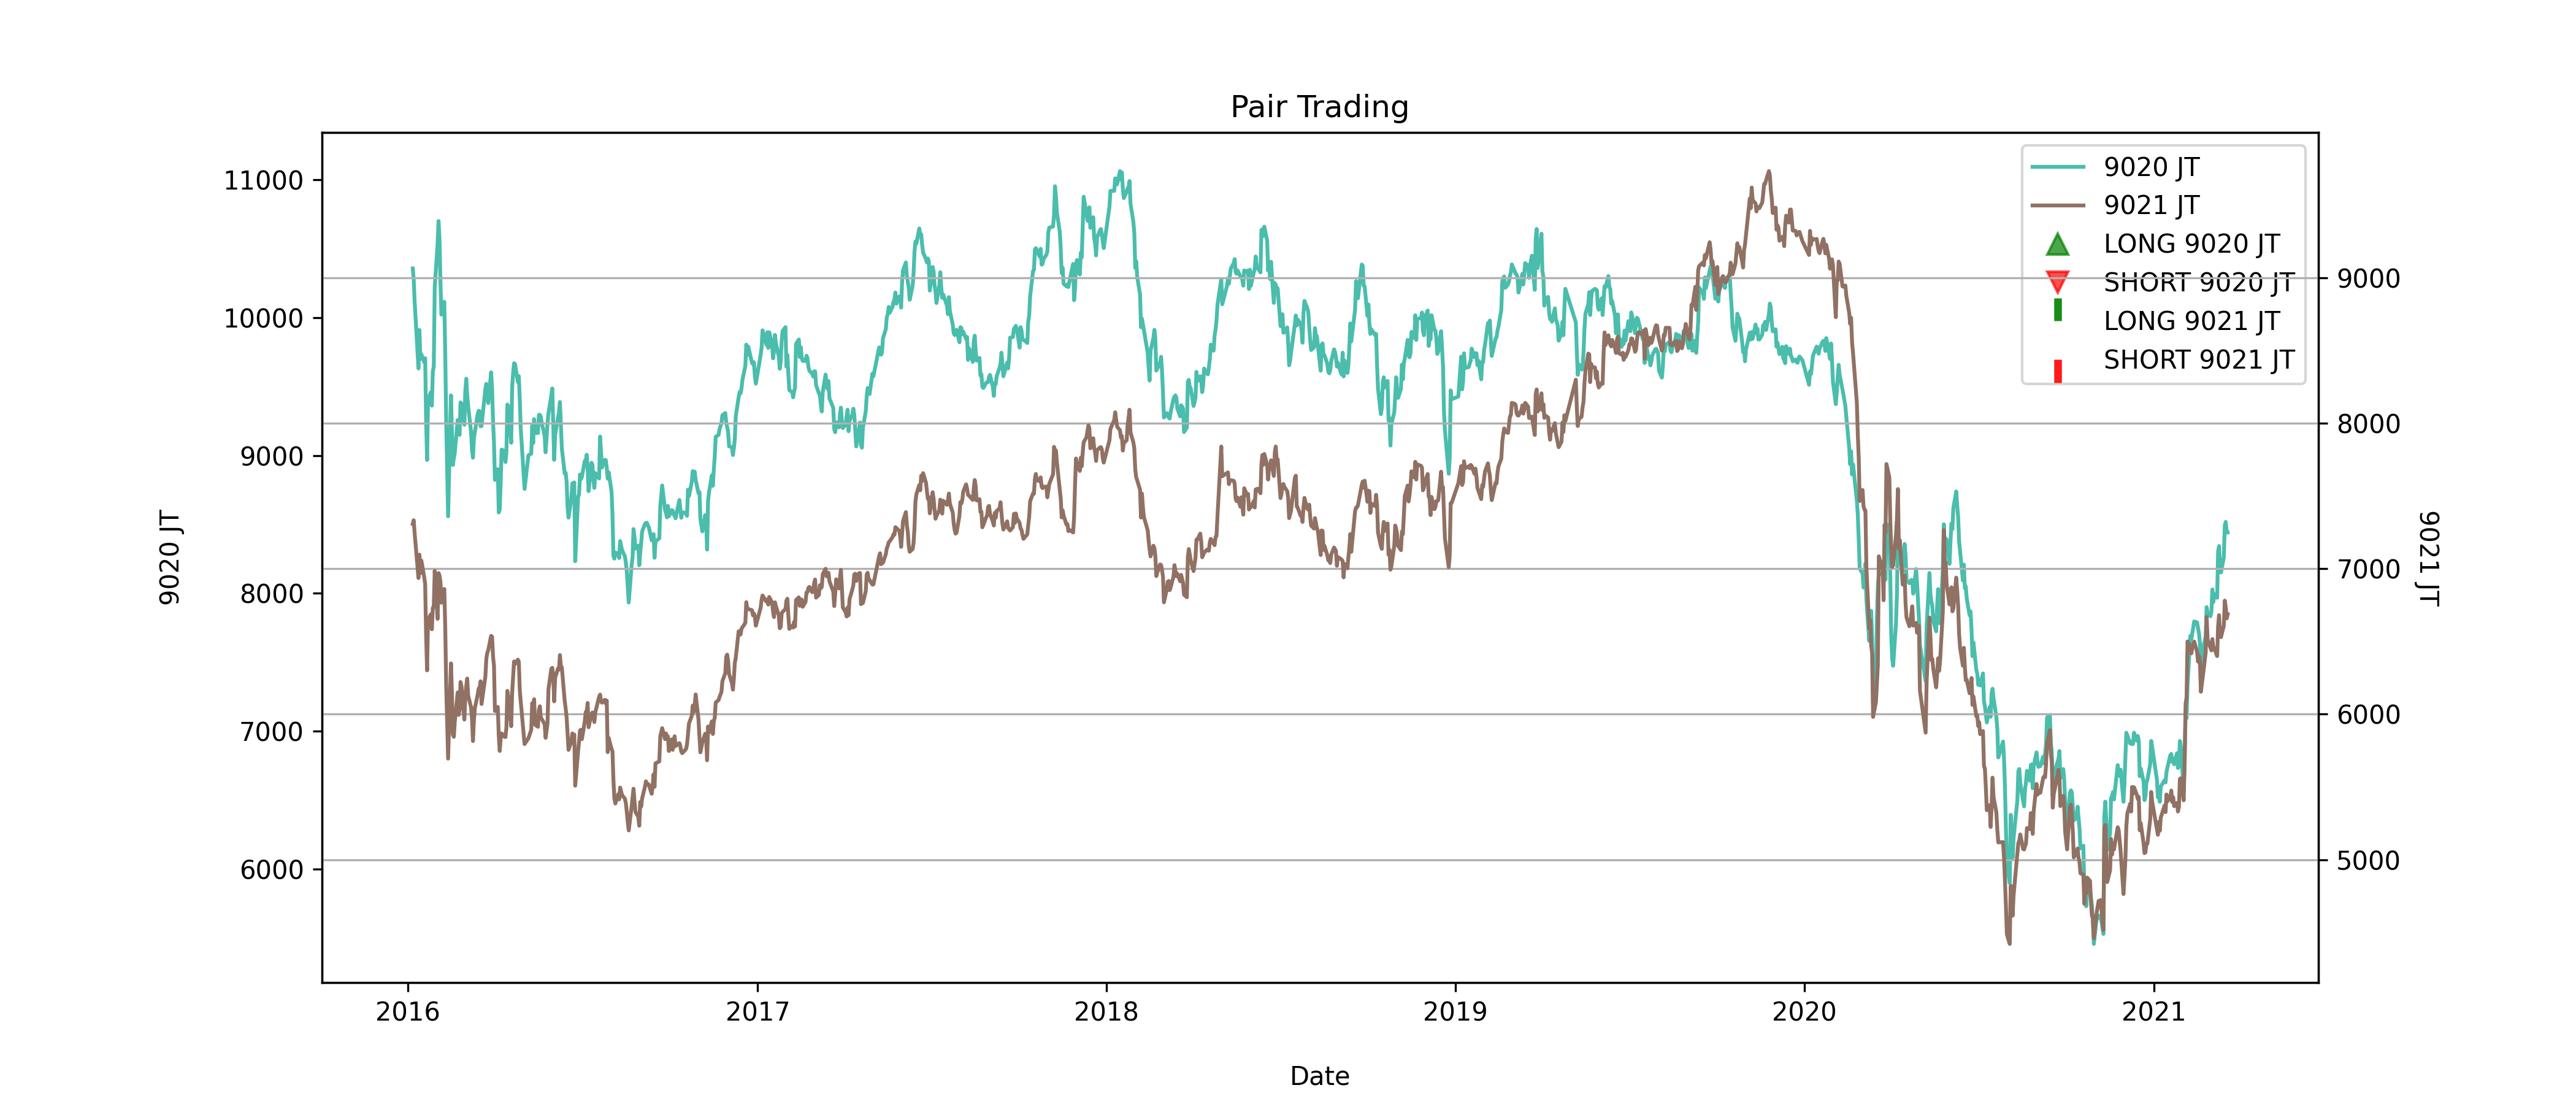 Pair Trading
11000
10000
9000
8000
7000
6000
9020 JT
9020 JT
9021 JT
LONG 9020 JT
SHORT 9020 JT
LONG 9021 JT
SHORT 9021 JT
9000
8000
7000
6000
5000
9021 JT
2016 2017 2018 2019 2020 2021
Date